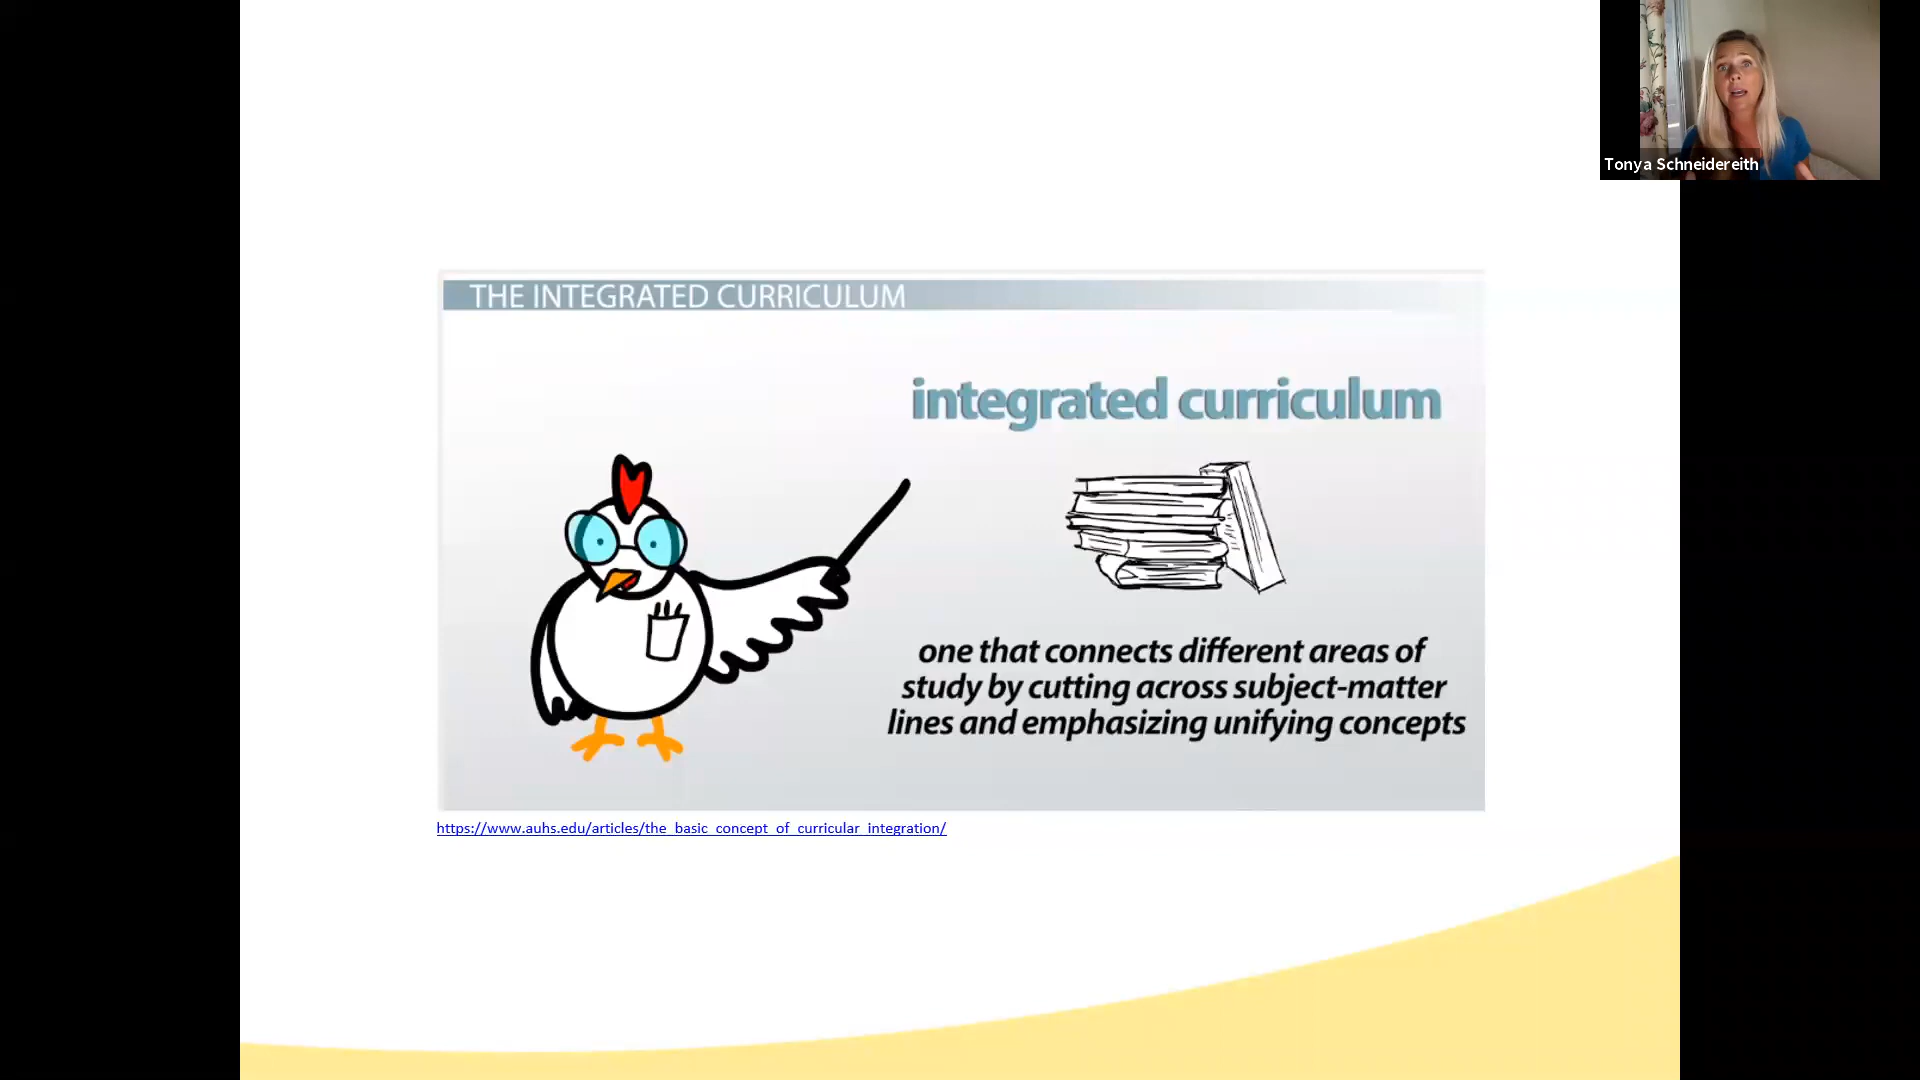 Tonya Schneidereith
THE INTEGRATED CURRICULUM
integrated curriculum
one that connects different areas of
study by cutting across subject-matter
lines and emphasizing unifying concepts
https://www.auhs.edu/articles/the_basic_concept_of_curricular_integration/